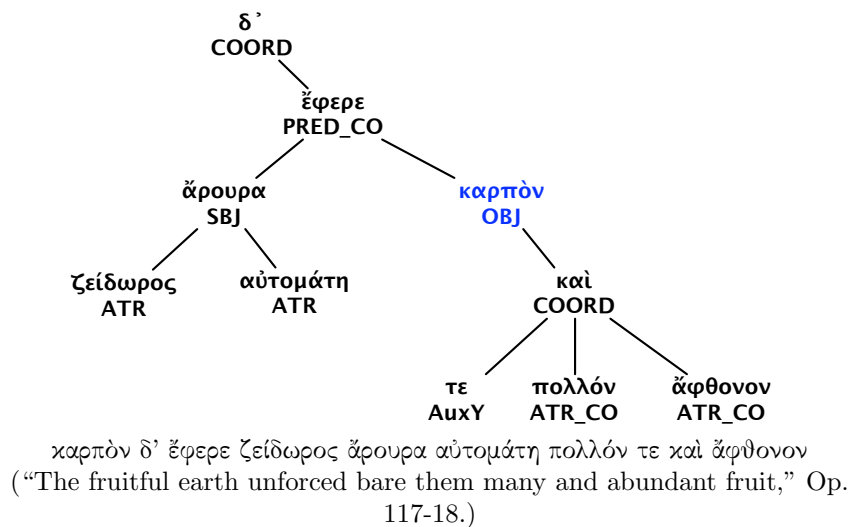 δ᾽
COORD
ἔφερε
PRED_CO
ἄρουρα καρπὸν
SBJ OBJ
ζείδωρος αὐτομάτη καὶ
ATR ATR COORD
τε πολλόν ἄφθονον
AuxY ATR_CO ATR_CO
καρπὸν δ’ ἔφερε ζείδωρος ἄρουρα αὐτομάτη πολλόν τε καὶ ἄφθονον
(“The fruitful earth unforced bare them many and abundant fruit,” Op.
117-18.)